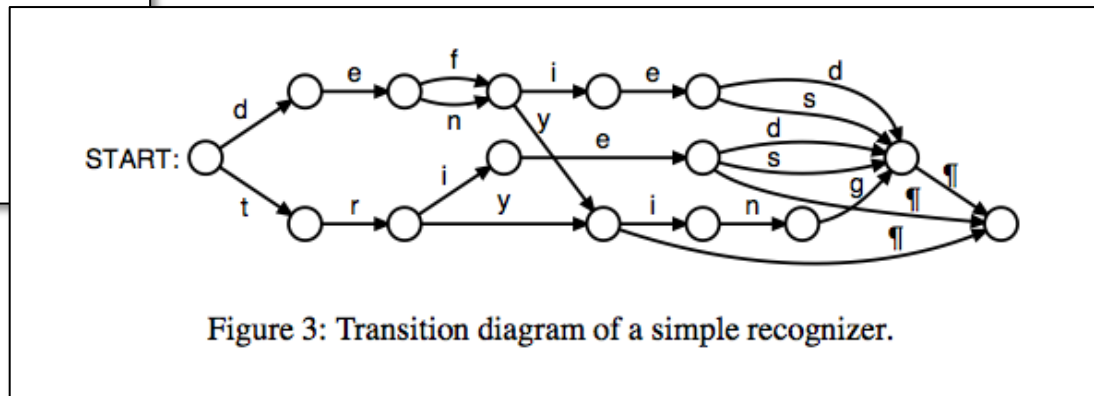 d e f n i e d s
y
START: e d s
i g ¶
t r y i n ¶
¶
Figure 3: Transition diagram of a simple recognizer.